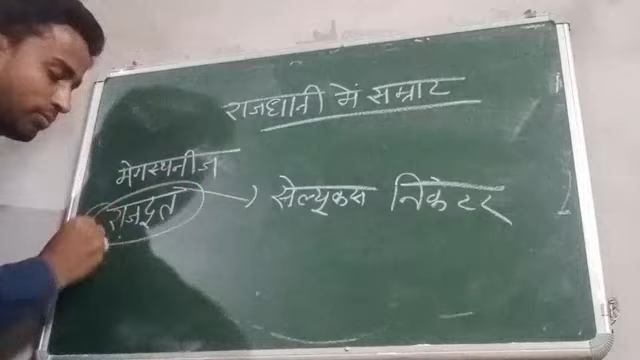 राजधानी में सम्राट
मेगस्थनीज
राजदूत → सेल्यूकस निकेटर